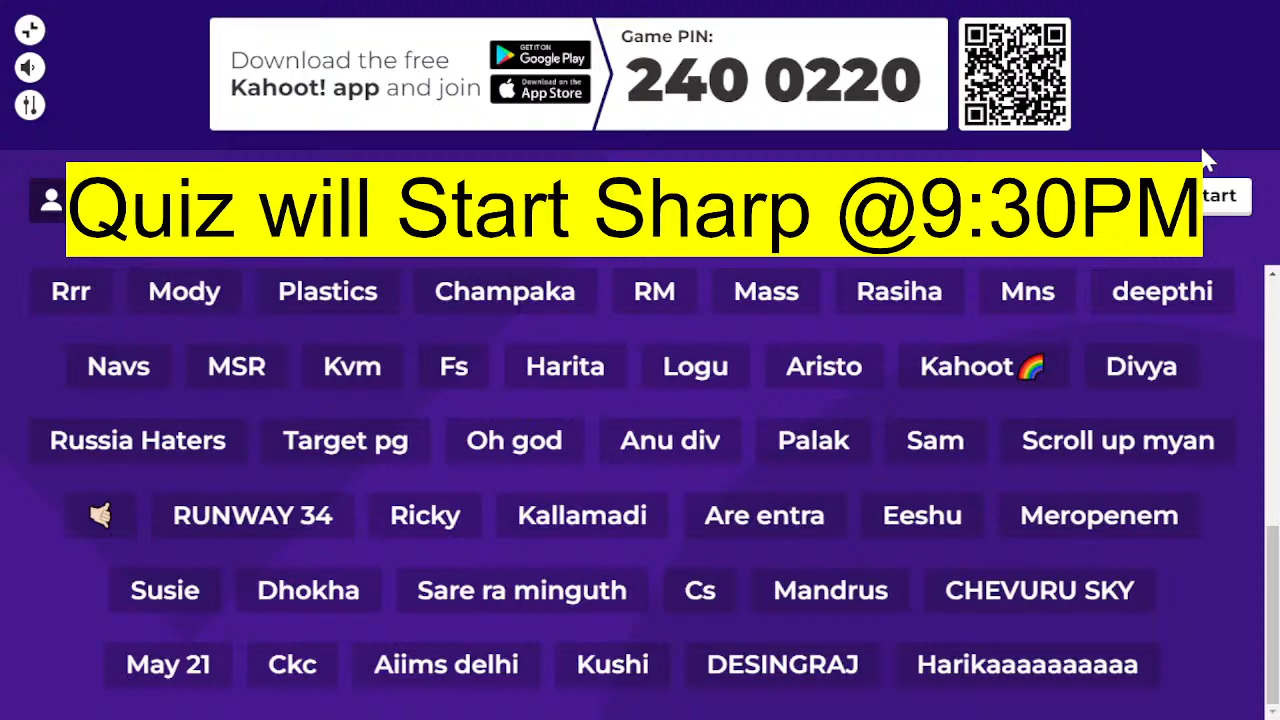 Download the free
Kahoot! app and join
GET IT ON
Google Play
Download on the
App Store
Game PIN:
240 0220
Quiz will Start Sharp @9:30PM
tart
Rrr Mody Plastics Champaka RM Mass Rasiha Mns deepthi
Navs MSR Kvm Fs Harita Logu Aristo Kahoot🌈 Divya
Russia Haters Target pg Oh god Anu div Palak Sam Scroll up myan
🤙🏻 RUNWAY 34 Ricky Kallamadi Are entra Eeshu Meropenem
Susie Dhokha Sare ra minguth Cs Mandrus CHEVURU SKY
May 21 Ckc Aiims delhi Kushi DESINGRAJ Harikaaaaaaaaaa